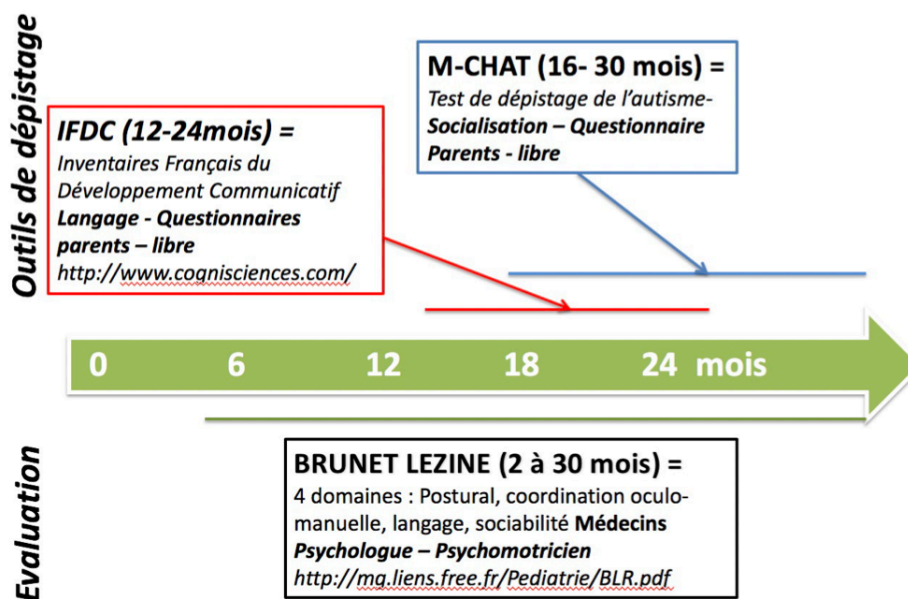 Outils de dépistage
M-CHAT (16- 30 mois) =
Test de dépistage de l’autisme-
Socialisation – Questionnaire
Parents - libre
IFDC (12-24mois) =
Inventaires Français du
Développement Communicatif
Langage - Questionnaires
parents – libre
http://www.cognisciences.com/
0 6 12 18 24 mois
Evaluation
BRUNET LEZINE (2 à 30 mois) =
4 domaines : Postural, coordination oculo-
manuelle, langage, sociabilité Médecins
Psychologue – Psychomotricien
http://mg.liens.free.fr/Pediatrie/BLR.pdf